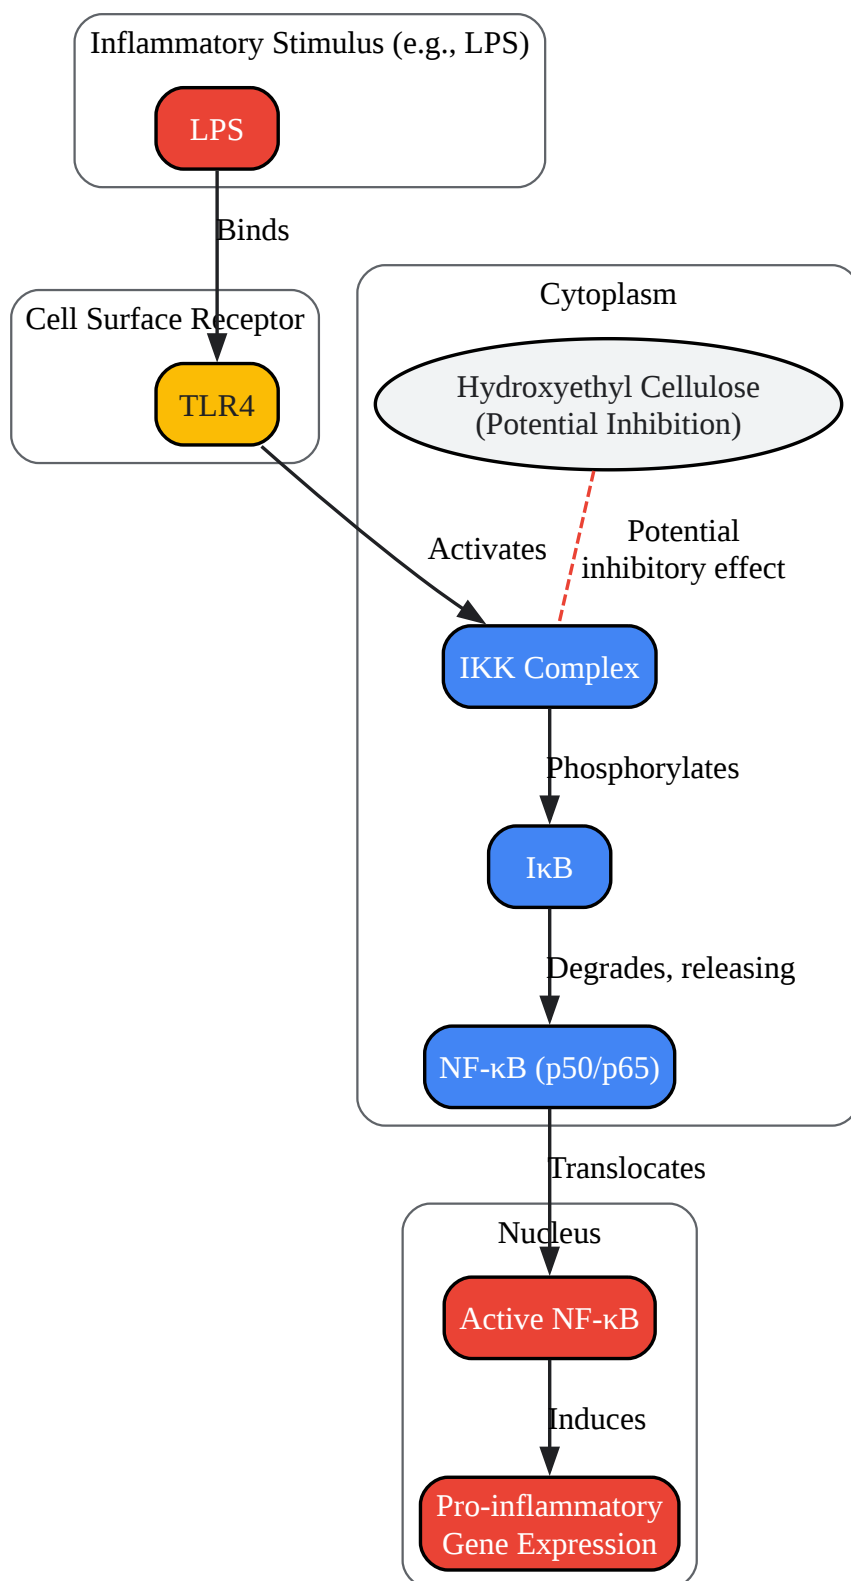 Inflammatory Stimulus (e.g., LPS)
LPS
Binds
Cell Surface Receptor
TLR4
Cytoplasm
Hydroxyethyl Cellulose
(Potential Inhibition)
Activates
Potential
inhibitory effect
IKK Complex
Phosphorylates
IκB
Degrades, releasing
NF-κB (p50/p65)
Translocates
Nucleus
Active NF-κB
Induces
Pro-inflammatory
Gene Expression